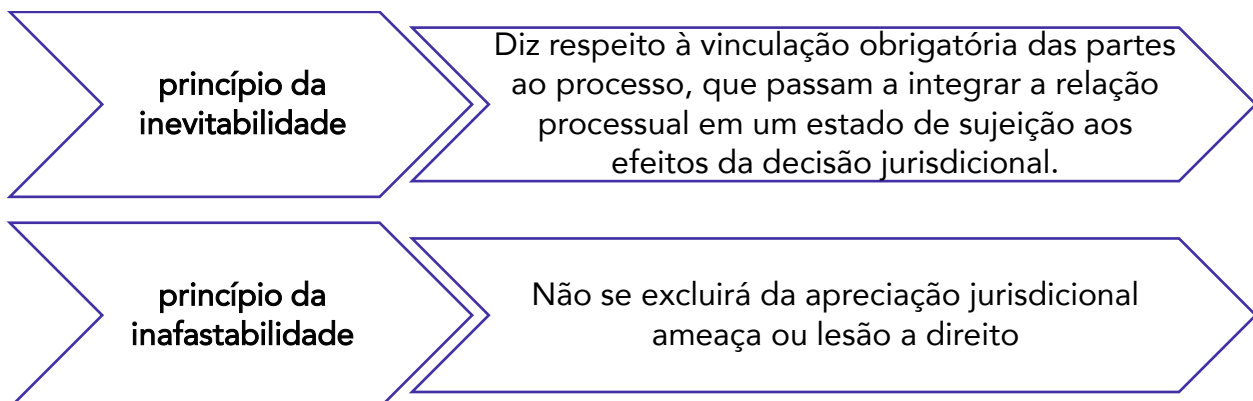 princípio da
inevitabilidade
Diz respeito à vinculação obrigatória das partes
ao processo, que passam a integrar a relação
processual em um estado de sujeição aos
efeitos da decisão jurisdicional.
princípio da
inafastabilidade
Não se excluirá da apreciação jurisdicional
ameaça ou lesão a direito